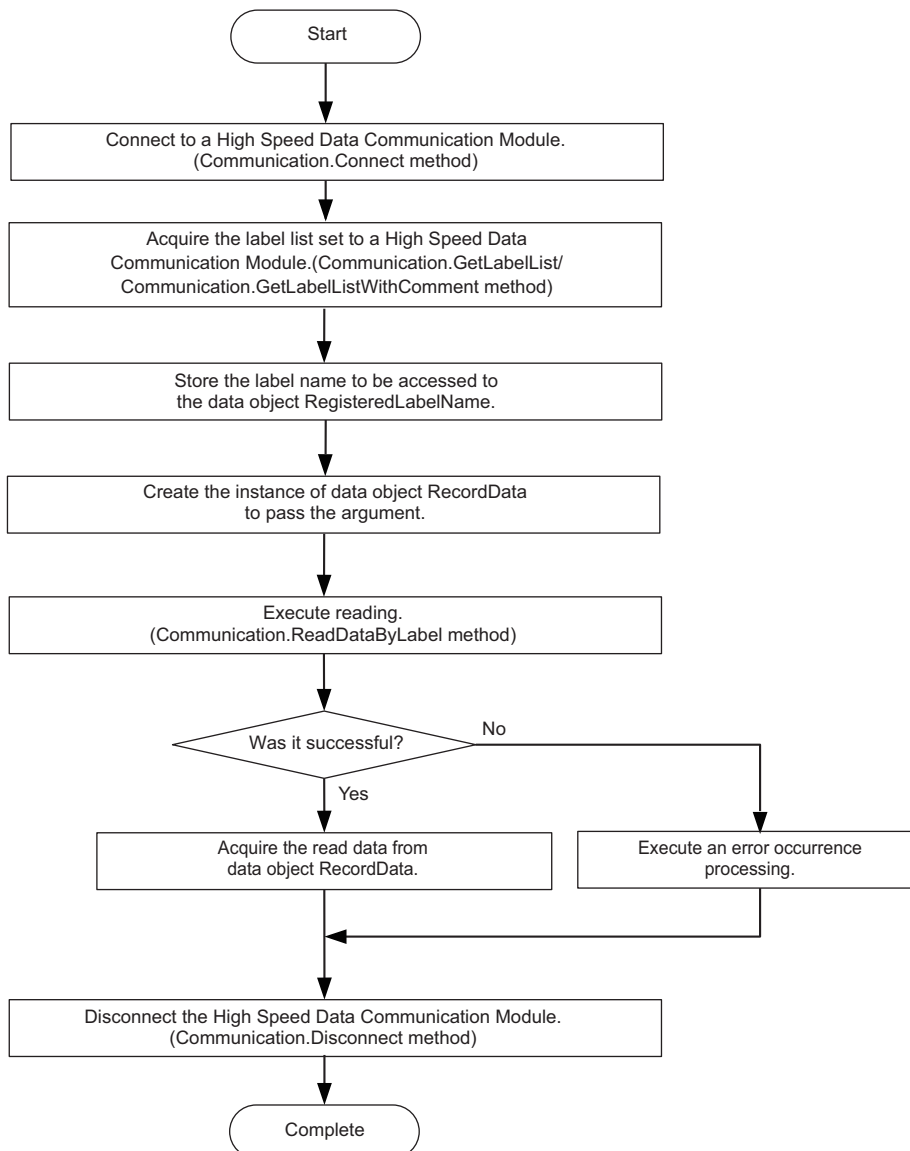 Start
Connect to a High Speed Data Communication Module.
(Communication.Connect method)
Acquire the label list set to a High Speed Data
Communication Module.(Communication.GetLabelList/
Communication.GetLabelListWithComment method)
Store the label name to be accessed to
the data object RegisteredLabelName.
Create the instance of data object RecordData
to pass the argument.
Execute reading.
(Communication.ReadDataByLabel method)
Was it successful?
No
Yes
Acquire the read data from
data object RecordData.
Execute an error occurrence
processing.
Disconnect the High Speed Data Communication Module.
(Communication.Disconnect method)
Complete